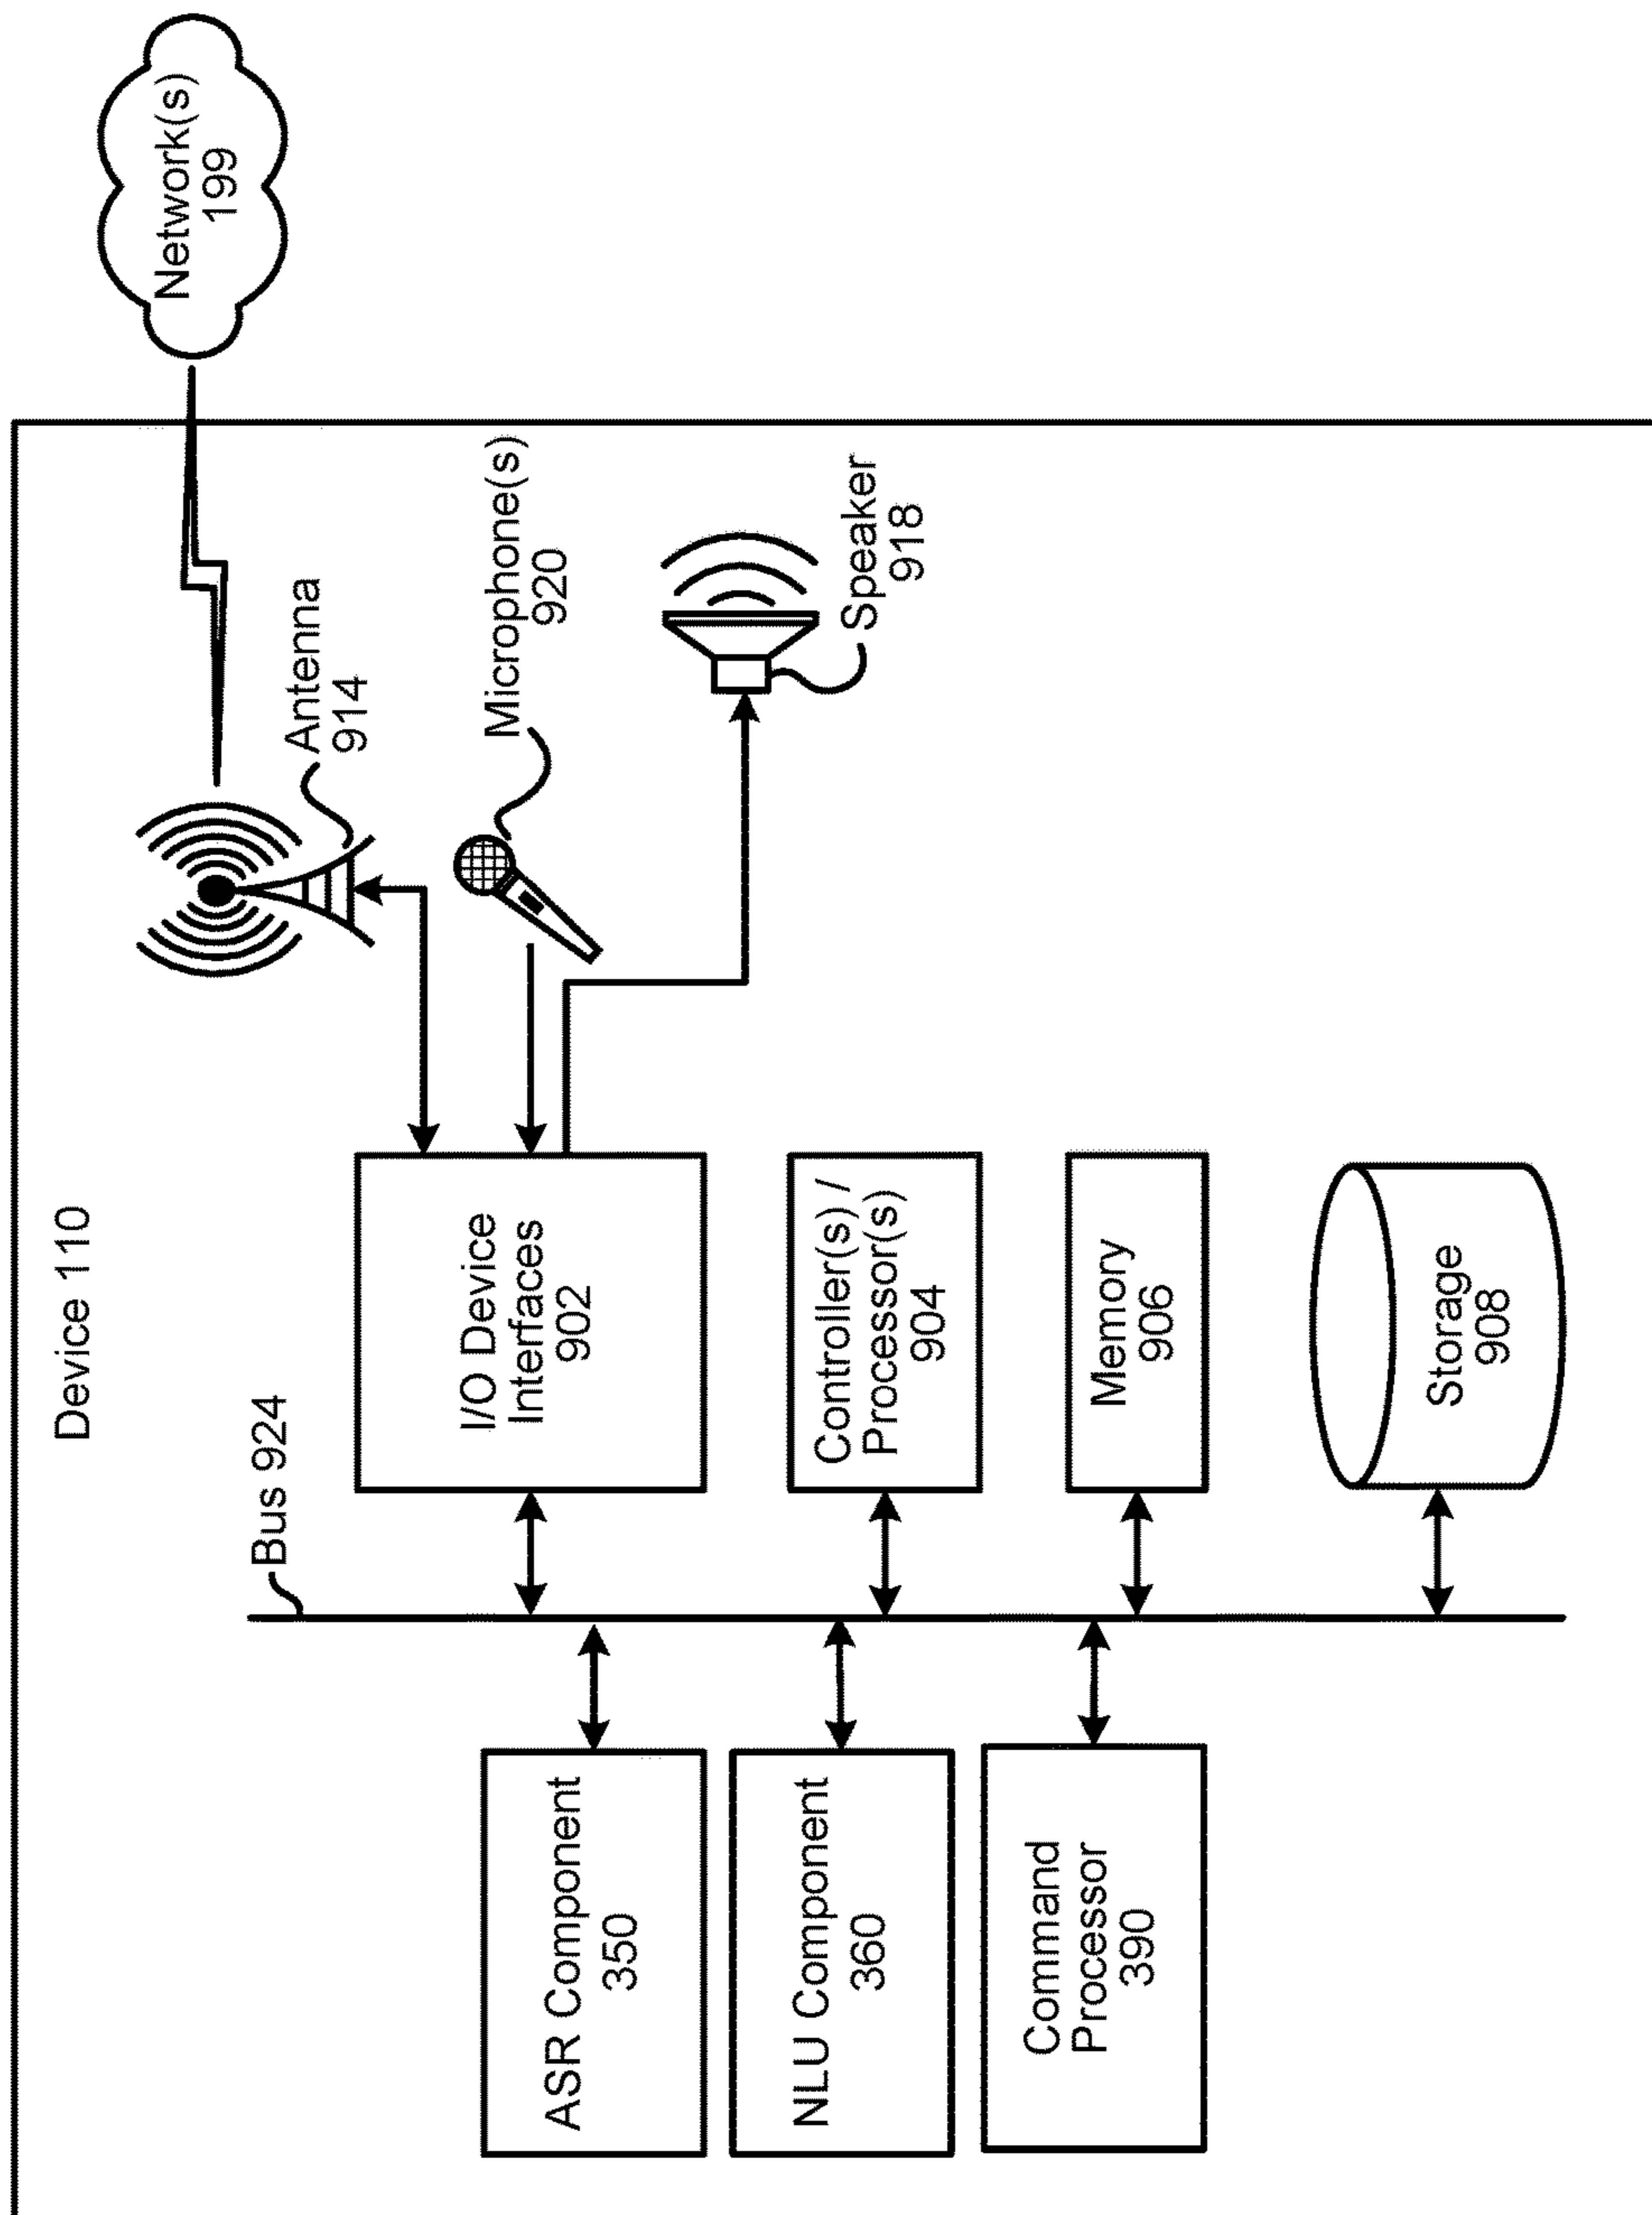 Device 110
Network(s)
199
Bus 924
Antenna
914
I/O Device
Interfaces
902
Microphone(s)
920
ASR Component
350
Speaker
918
NLU Component
360
Controller(s) /
Processor(s)
904
Command
Processor
390
Memory
906
Storage
908